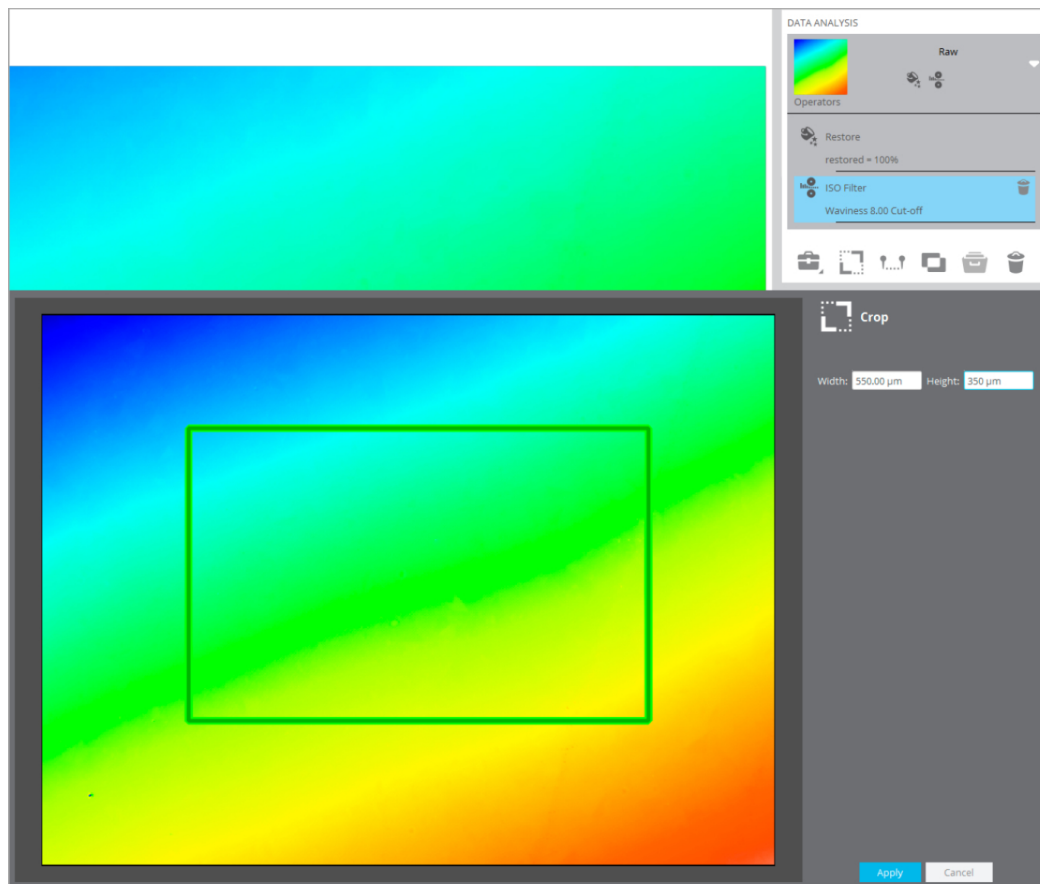 DATA ANALYSIS
Raw
Operators
Restore
restored = 100%
ISO Filter
Waviness 8.00 Cut-off
Crop
Width: 550.00 µm Height: 350 µm
Apply Cancel